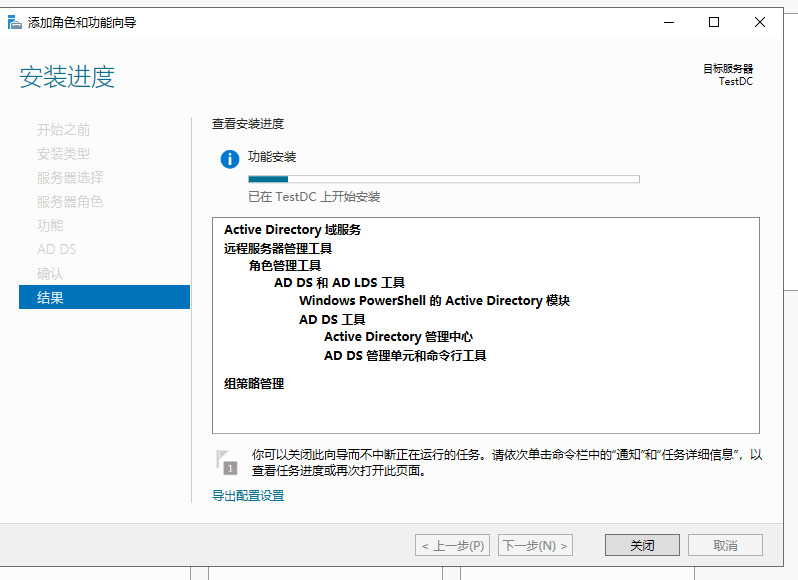 添加角色和功能向导
安装进度
目标服务器
TestDC
开始之前
安装类型
服务器选择
服务器角色
功能
AD DS
确认
结果
查看安装进度
功能安装
已在 TestDC 上开始安装
Active Directory 域服务
远程服务器管理工具
角色管理工具
AD DS 和 AD LDS 工具
Windows PowerShell 的 Active Directory 模块
AD DS 工具
Active Directory 管理中心
AD DS 管理单元和命令行工具
组策略管理
1
你可以关闭此向导而不中断正在运行的任务。请依次单击命令栏中的"通知"和"任务详细信息"，以
查看任务进度或再次打开此页面。
导出配置设置
< 上一步(P)
下一步(N) >
关闭
取消